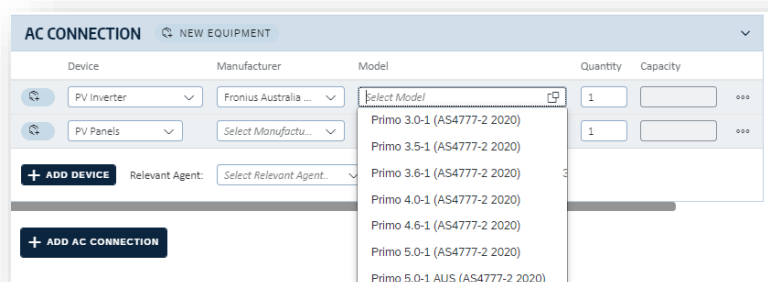 AC CONNECTION NEW EQUIPMENT
Device Manufacturer Model Quantity Capacity
PV Inverter Fronius Australia ... Select Model 1
Primo 3.0-1 (AS4777-2 2020)
PV Panels Select Manufactu... 1
Primo 3.5-1 (AS4777-2 2020)
+ ADD DEVICE Relevant Agent: Select Relevant Agent.. Primo 3.6-1 (AS4777-2 2020)
Primo 4.0-1 (AS4777-2 2020)
Primo 4.6-1 (AS4777-2 2020)
+ ADD AC CONNECTION
Primo 5.0-1 (AS4777-2 2020)
Primo 5.0-1 AUS (AS4777-2 2020)